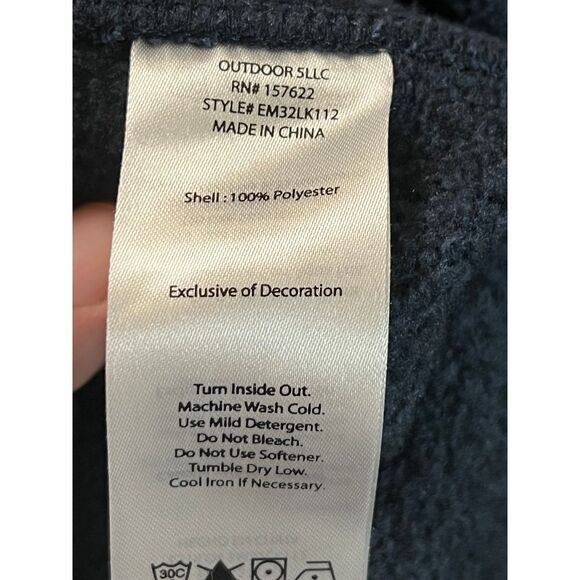 OUTDOOR 5LLC
RN# 157622
STYLE# EM32LK112
MADE IN CHINA
Shell : 100% Polyester
Exclusive of Decoration
Turn Inside Out.
Machine Wash Cold.
Use Mild Detergent.
Do Not Bleach.
Do Not Use Softener.
Tumble Dry Low.
Cool Iron If Necessary.
30C